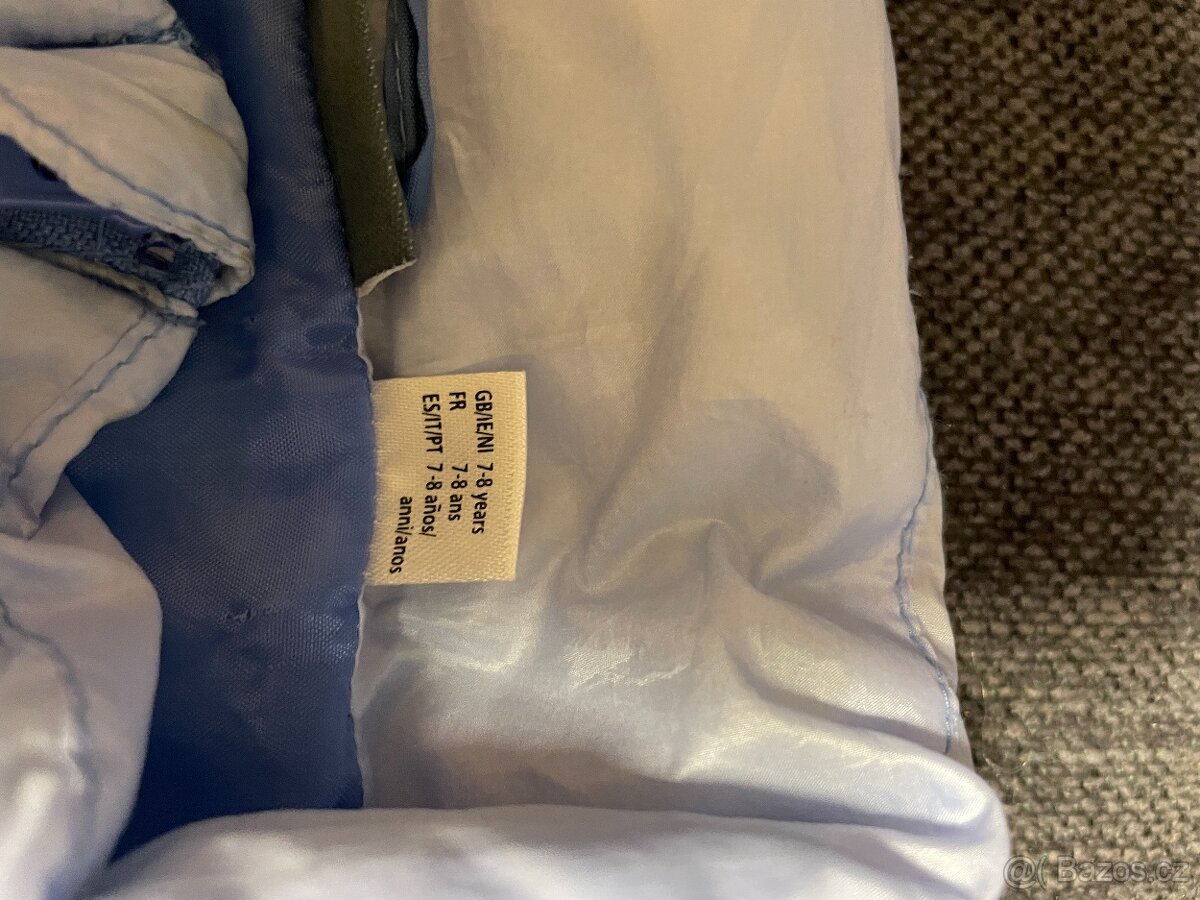 GB/IE/NI 7-8 years
FR 7-8 ans
ES/IT/PT 7-8 años/
anni/anos
@( Bazos.cz